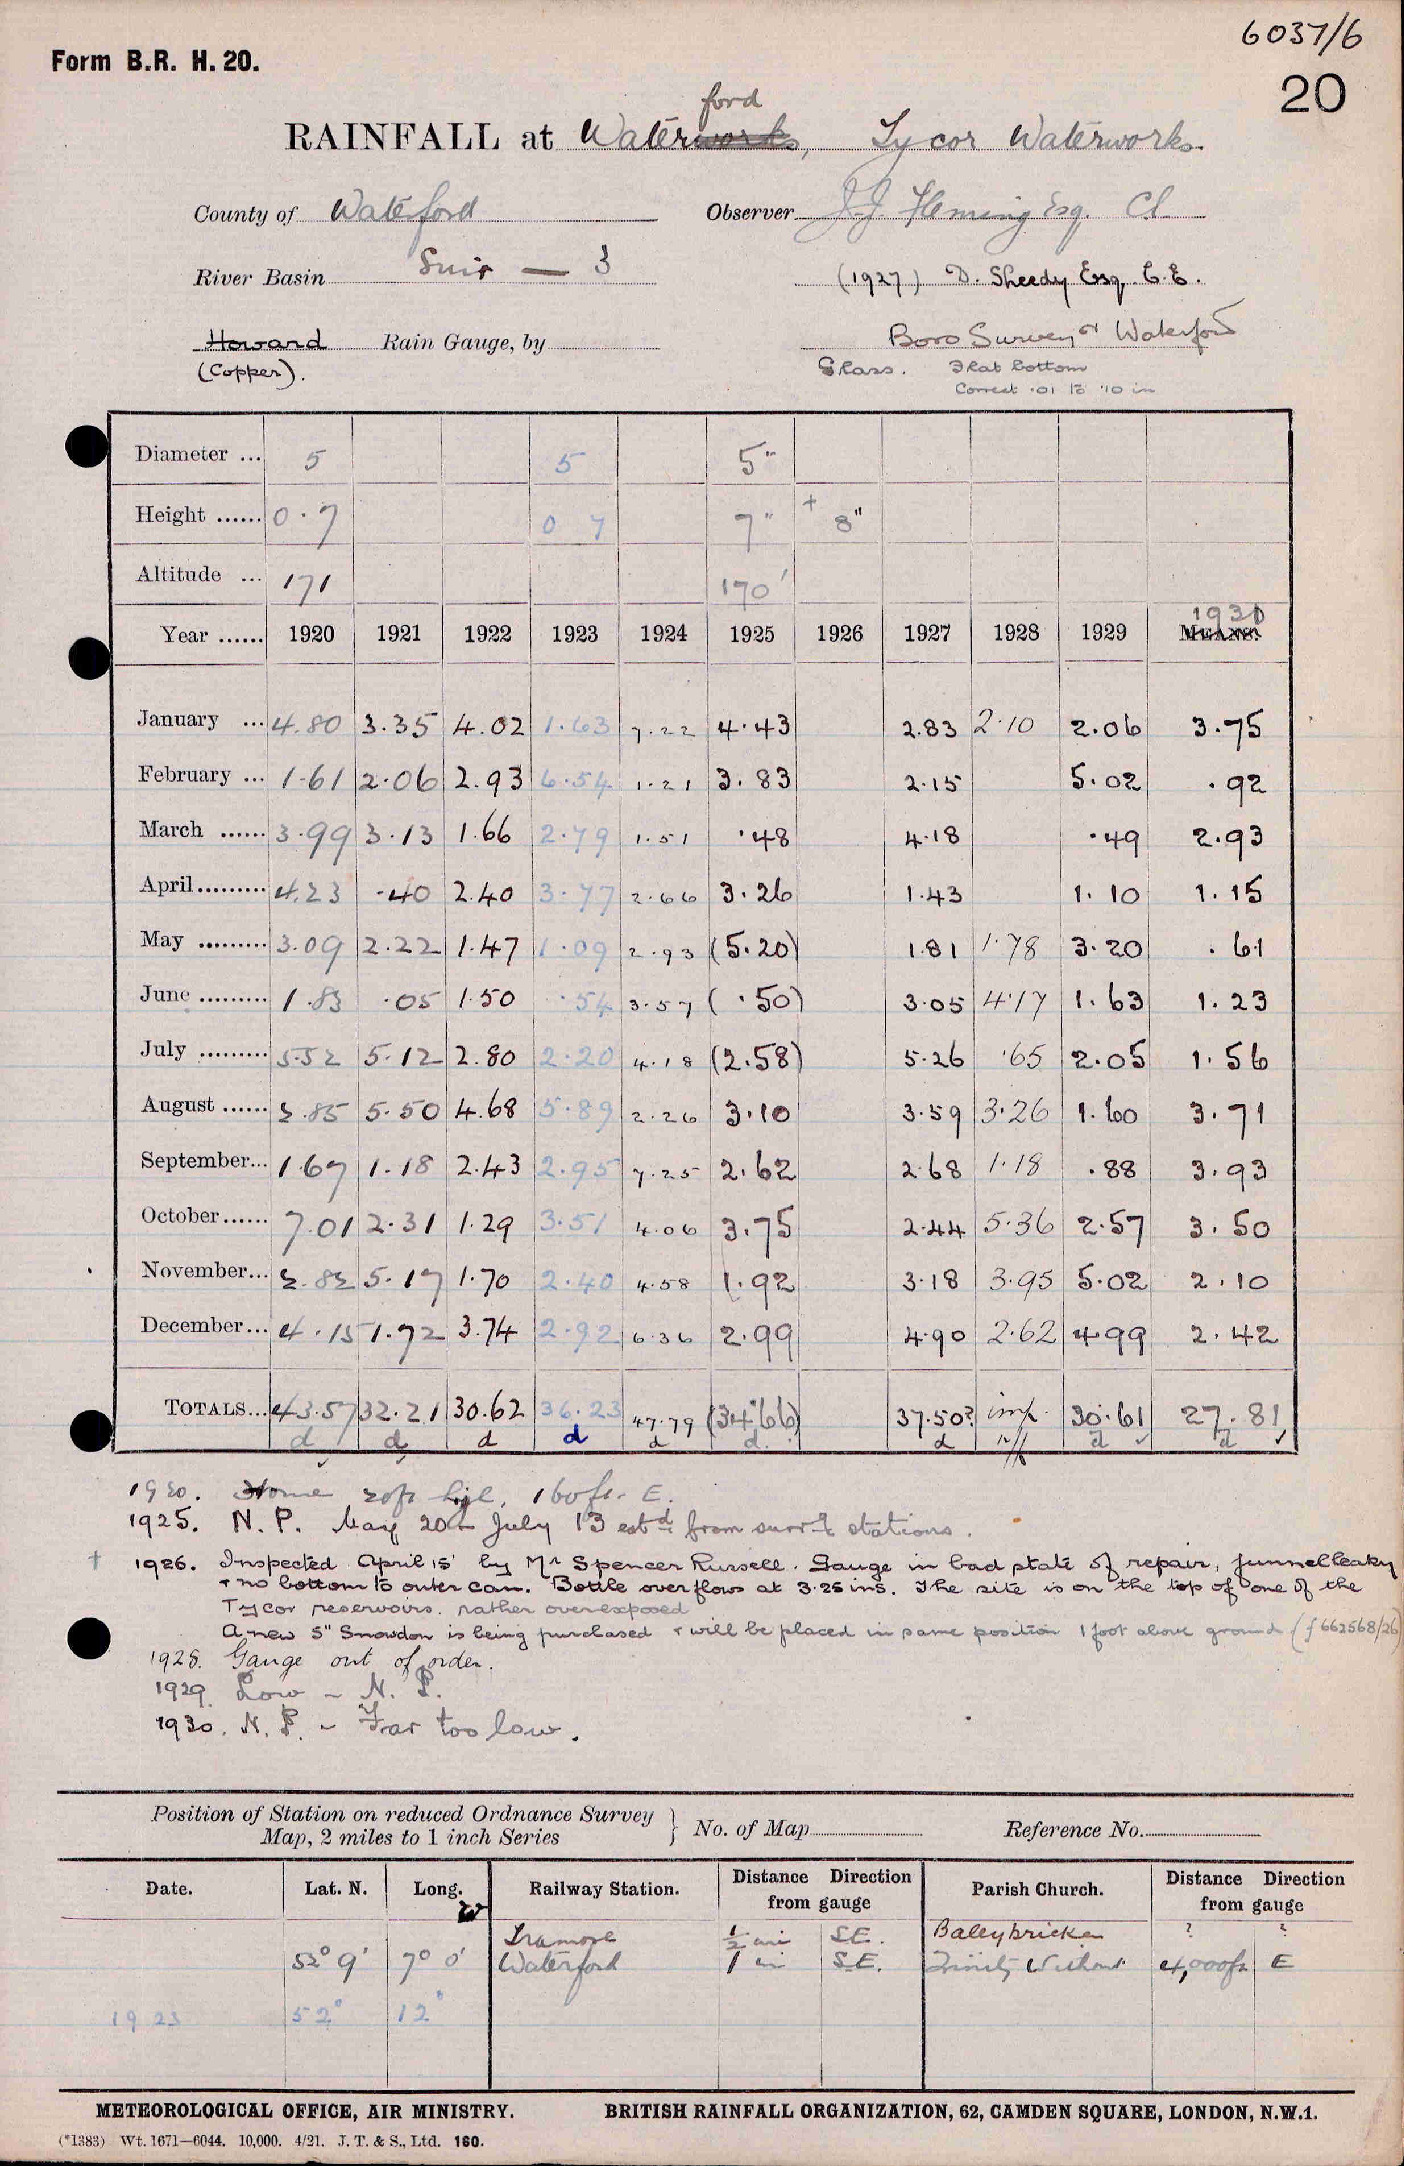 6037/6
Form B.R. H. 20.
20
ford
RAINFALL at Waterworks, Tycor Waterworks.
County of Waterford Observer J.J. Fleming Esq. CE.
River Basin Suir — 3 (1927) D. Sheedy Esq. C.E.
Howard Rain Gauge, by Boro Surveyor Waterford
(Copper). Glass. Flat bottom
Correct .01 to .10 in
Diameter ... 5 5 5"
Height ...... 0.7 0 7 7" † 8"
Altitude ... 171 170'
1930
Year ...... 1920 1921 1922 1923 1924 1925 1926 1927 1928 1929 MEANS.
January ... 4.80 3.35 4.02 1.63 7.22 4.43 2.83 2.10 2.06 3.75
February ... 1.61 2.06 2.93 6.54 1.21 3.83 2.15 5.02 .92
March ...... 3.99 3.13 1.66 2.79 1.51 .48 4.18 .49 2.93
April ......... 4.23 .40 2.40 3.77 2.66 3.26 1.43 1.10 1.15
May ......... 3.09 2.22 1.47 1.09 2.93 (5.20) 1.81 1.78 3.20 .61
June ......... 1.83 .05 1.50 .54 3.57 (.50) 3.05 4.17 1.63 1.23
July ......... 5.52 5.12 2.80 2.20 4.18 (2.58) 5.26 .65 2.05 1.56
August ...... 2.85 5.50 4.68 5.89 2.26 3.10 3.59 3.26 1.60 3.71
September... 1.67 1.18 2.43 2.95 7.25 2.62 2.68 1.18 .88 3.93
October...... 7.01 2.31 1.29 3.51 4.06 3.75 2.44 5.36 2.57 3.50
November... 2.82 5.17 1.70 2.40 4.58 1.92 3.18 3.95 5.02 2.10
December... 4.15 1.72 3.74 2.92 6.36 2.99 4.90 2.62 4.99 2.42
TOTALS... 43.57 32.21 30.62 36.23 47.79 (34.66) 37.50? imp. 30.61 27.81
d d d d d d d d d
1920. 160ft. E.
1925. N.P. May 20 to July 13 estd from surrg stations.
† 1926. Inspected April 15 by Mr Spencer Russell. Gauge in bad state of repair, funnel leaky
+ no bottom to outer can. Bottle overflows at 3.25 ins. The site is on the top of one of the
Tycor reservoirs. rather overexposed
A new 5" Snowdon is being purchased + will be placed in same position 1 foot above ground (f 662568/26)
1928. Gauge out of order.
1929. Low - N.P.
1930. N.P. - Far too low.
Position of Station on reduced Ordnance Survey
Map, 2 miles to 1 inch Series } No. of Map Reference No.
Date. Lat. N. Long. W Railway Station. Distance Direction from gauge Parish Church. Distance Direction from gauge
Tramore ½ mi S.E. Baleybricken ? ?
52° 9' 7° 0' Waterford 1 mi S.E. Trinity Without 4,000ft E
1923 52° 12°
METEOROLOGICAL OFFICE, AIR MINISTRY. BRITISH RAINFALL ORGANIZATION, 62, CAMDEN SQUARE, LONDON, N.W.1.
(*1383) Wt. 1671—6044. 10,000. 4/21. J. T. & S., Ltd. 160.